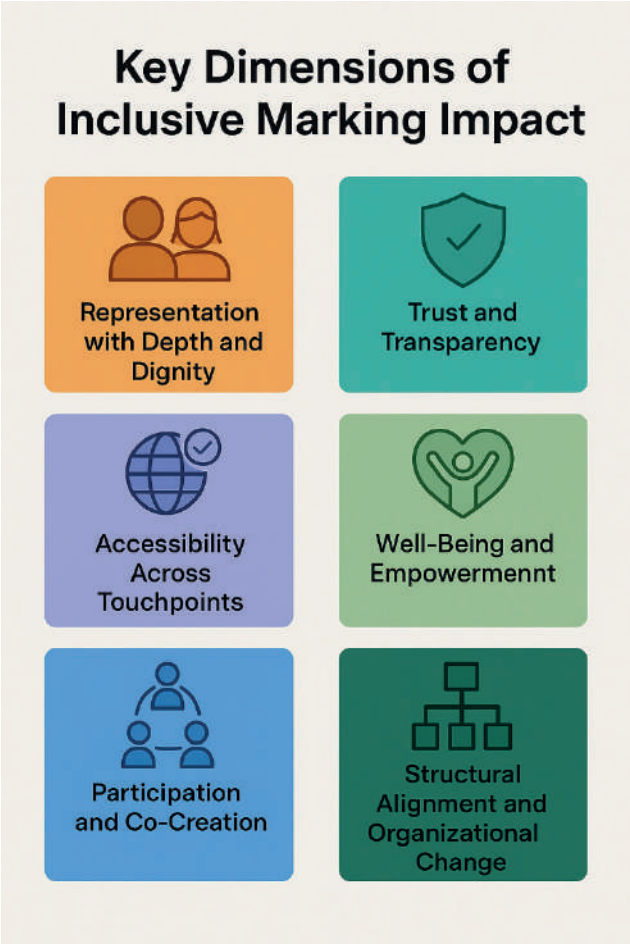 Key Dimensions of
Inclusive Marking Impact
Representation
with Depth and
Dignity
Trust and
Transparency
Accessibility
Across
Touchpoints
Well-Being and
Empowermennt
Participation
and Co-Creation
Structural
Alignment and
Organizational
Change